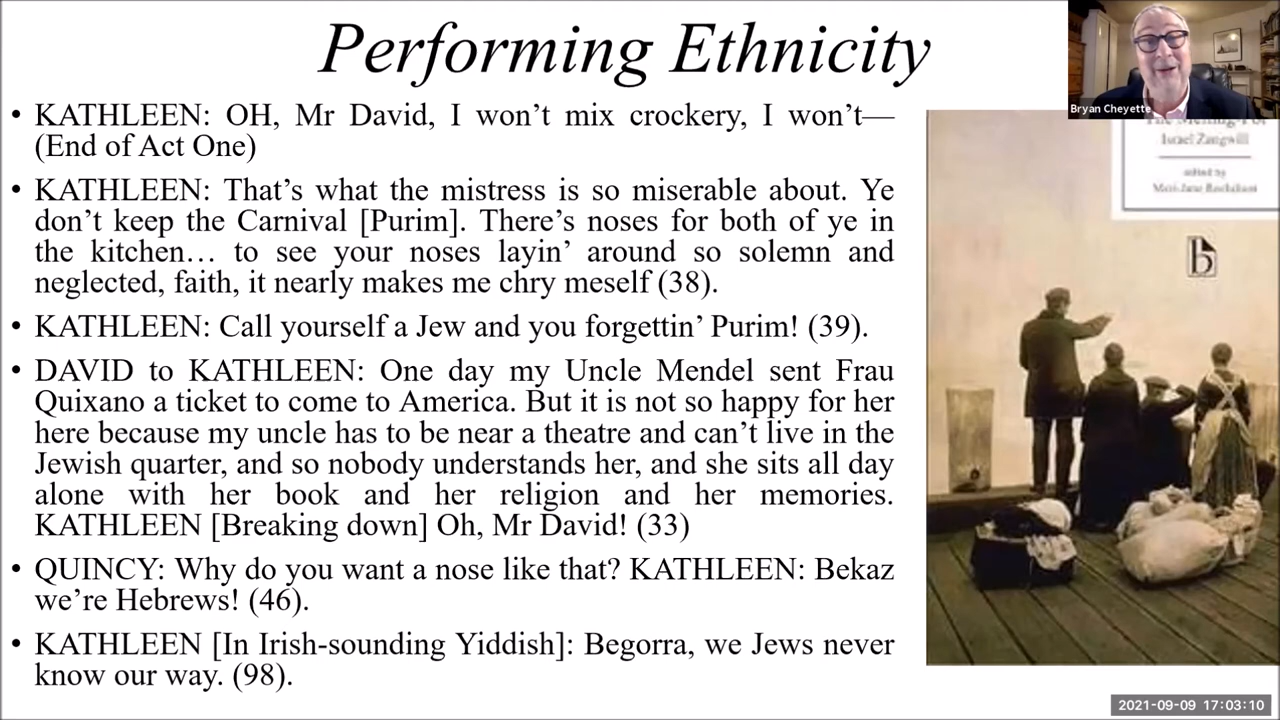 Performing Ethnicity
Bryan Cheyette
• KATHLEEN: OH, Mr David, I won’t mix crockery, I won’t—
(End of Act One)
• KATHLEEN: That’s what the mistress is so miserable about. Ye
don’t keep the Carnival [Purim]. There’s noses for both of ye in
the kitchen… to see your noses layin’ around so solemn and
neglected, faith, it nearly makes me chry meself (38).
• KATHLEEN: Call yourself a Jew and you forgettin’ Purim! (39).
• DAVID to KATHLEEN: One day my Uncle Mendel sent Frau
Quixano a ticket to come to America. But it is not so happy for her
here because my uncle has to be near a theatre and can’t live in the
Jewish quarter, and so nobody understands her, and she sits all day
alone with her book and her religion and her memories.
KATHLEEN [Breaking down] Oh, Mr David! (33)
• QUINCY: Why do you want a nose like that? KATHLEEN: Bekaz
we’re Hebrews! (46).
• KATHLEEN [In Irish-sounding Yiddish]: Begorra, we Jews never
know our way. (98).
The Melting-Pot
Israel Zangwill
edited by
Meri-Jane Rochelson
b
2021-09-09 17:03:10